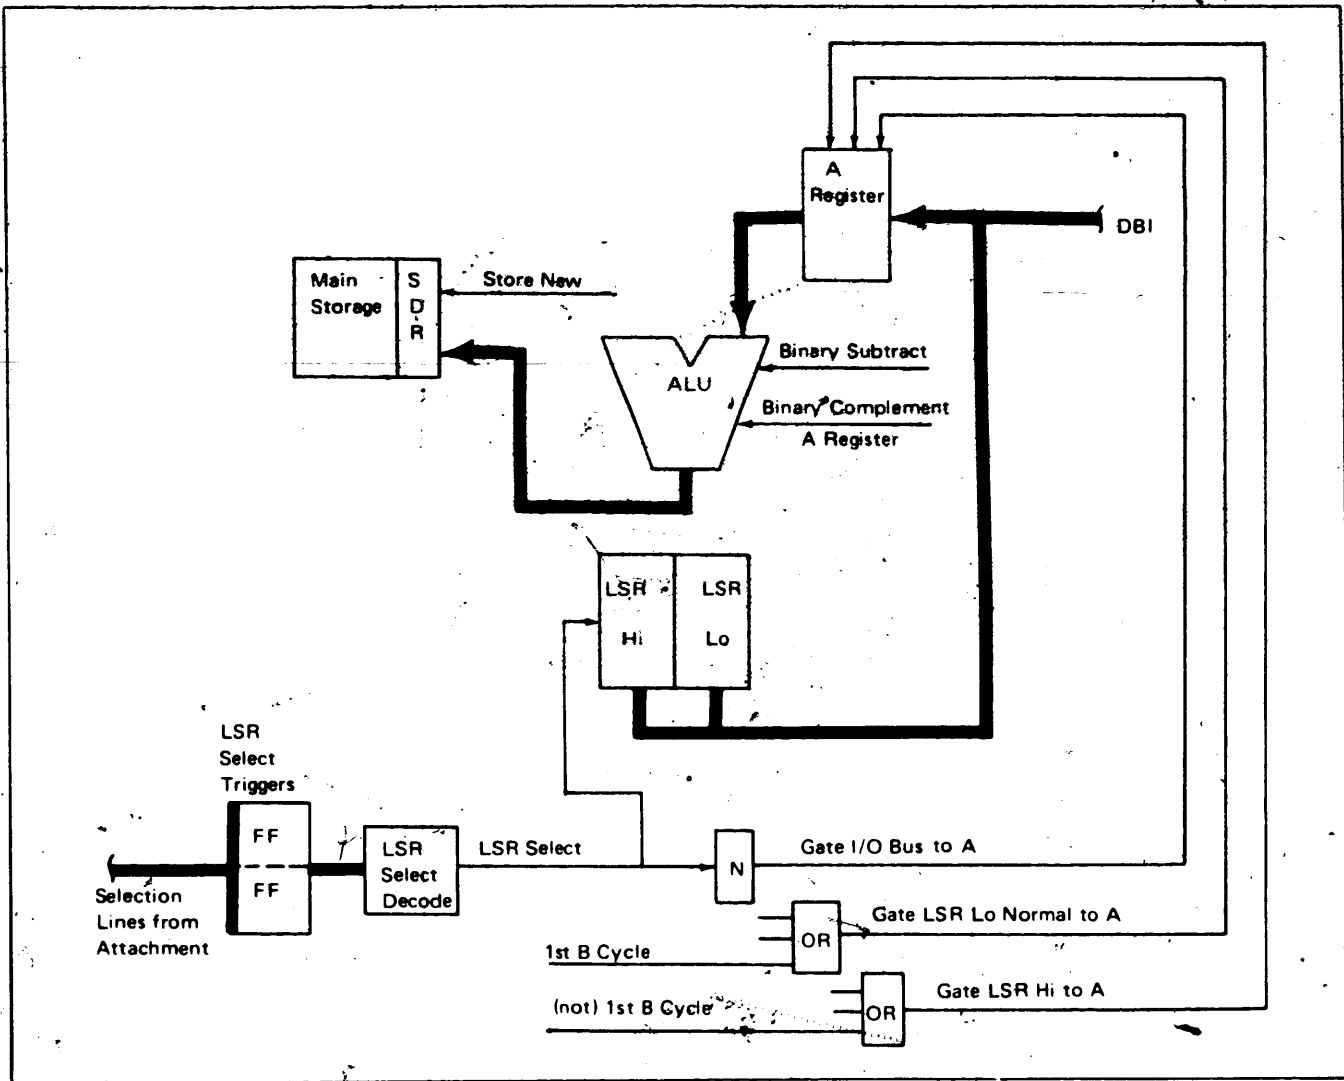 A
Register
DBI
Main
Storage
S
D
R
Store New
Binary Subtract
ALU
Binary Complement
A Register
LSR
Hi
LSR
Lo
LSR
Select
Triggers
FF
FF
LSR
Select
Decode
LSR Select
N
Gate I/O Bus to A
Selection
Lines from
Attachment
OR
Gate LSR Lo Normal to A
1st B Cycle
OR
Gate LSR Hi to A
(not) 1st B Cycle